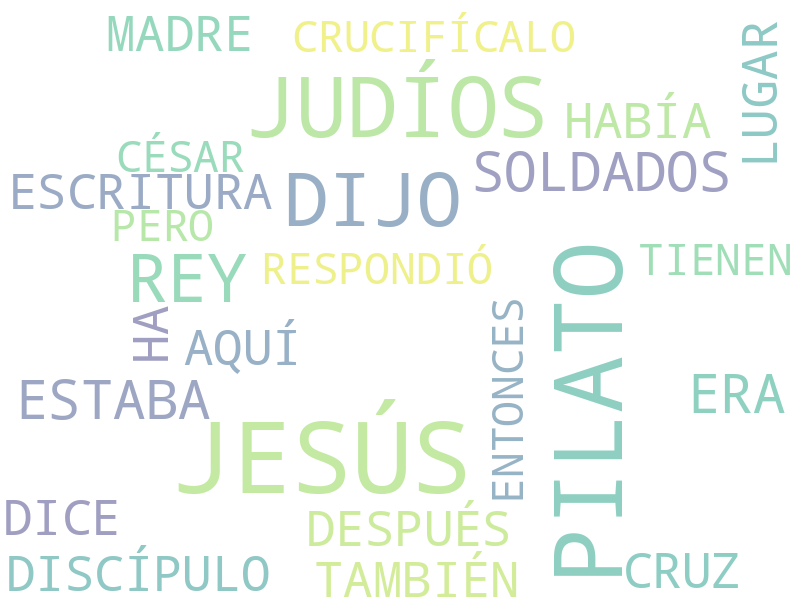 MADRE
CRUCIFÍCALO
LUGAR
JUDÍOS
HABÍA
CÉSAR
SOLDADOS
ESCRITURA
DIJO
PERO
REY
RESPONDIÓ
PILATO
TIENEN
HA
AQUÍ
ENTONCES
ESTABA
ERA
JESÚS
DICE
DESPUÉS
DISCÍPULO
TAMBIÉN
CRUZ